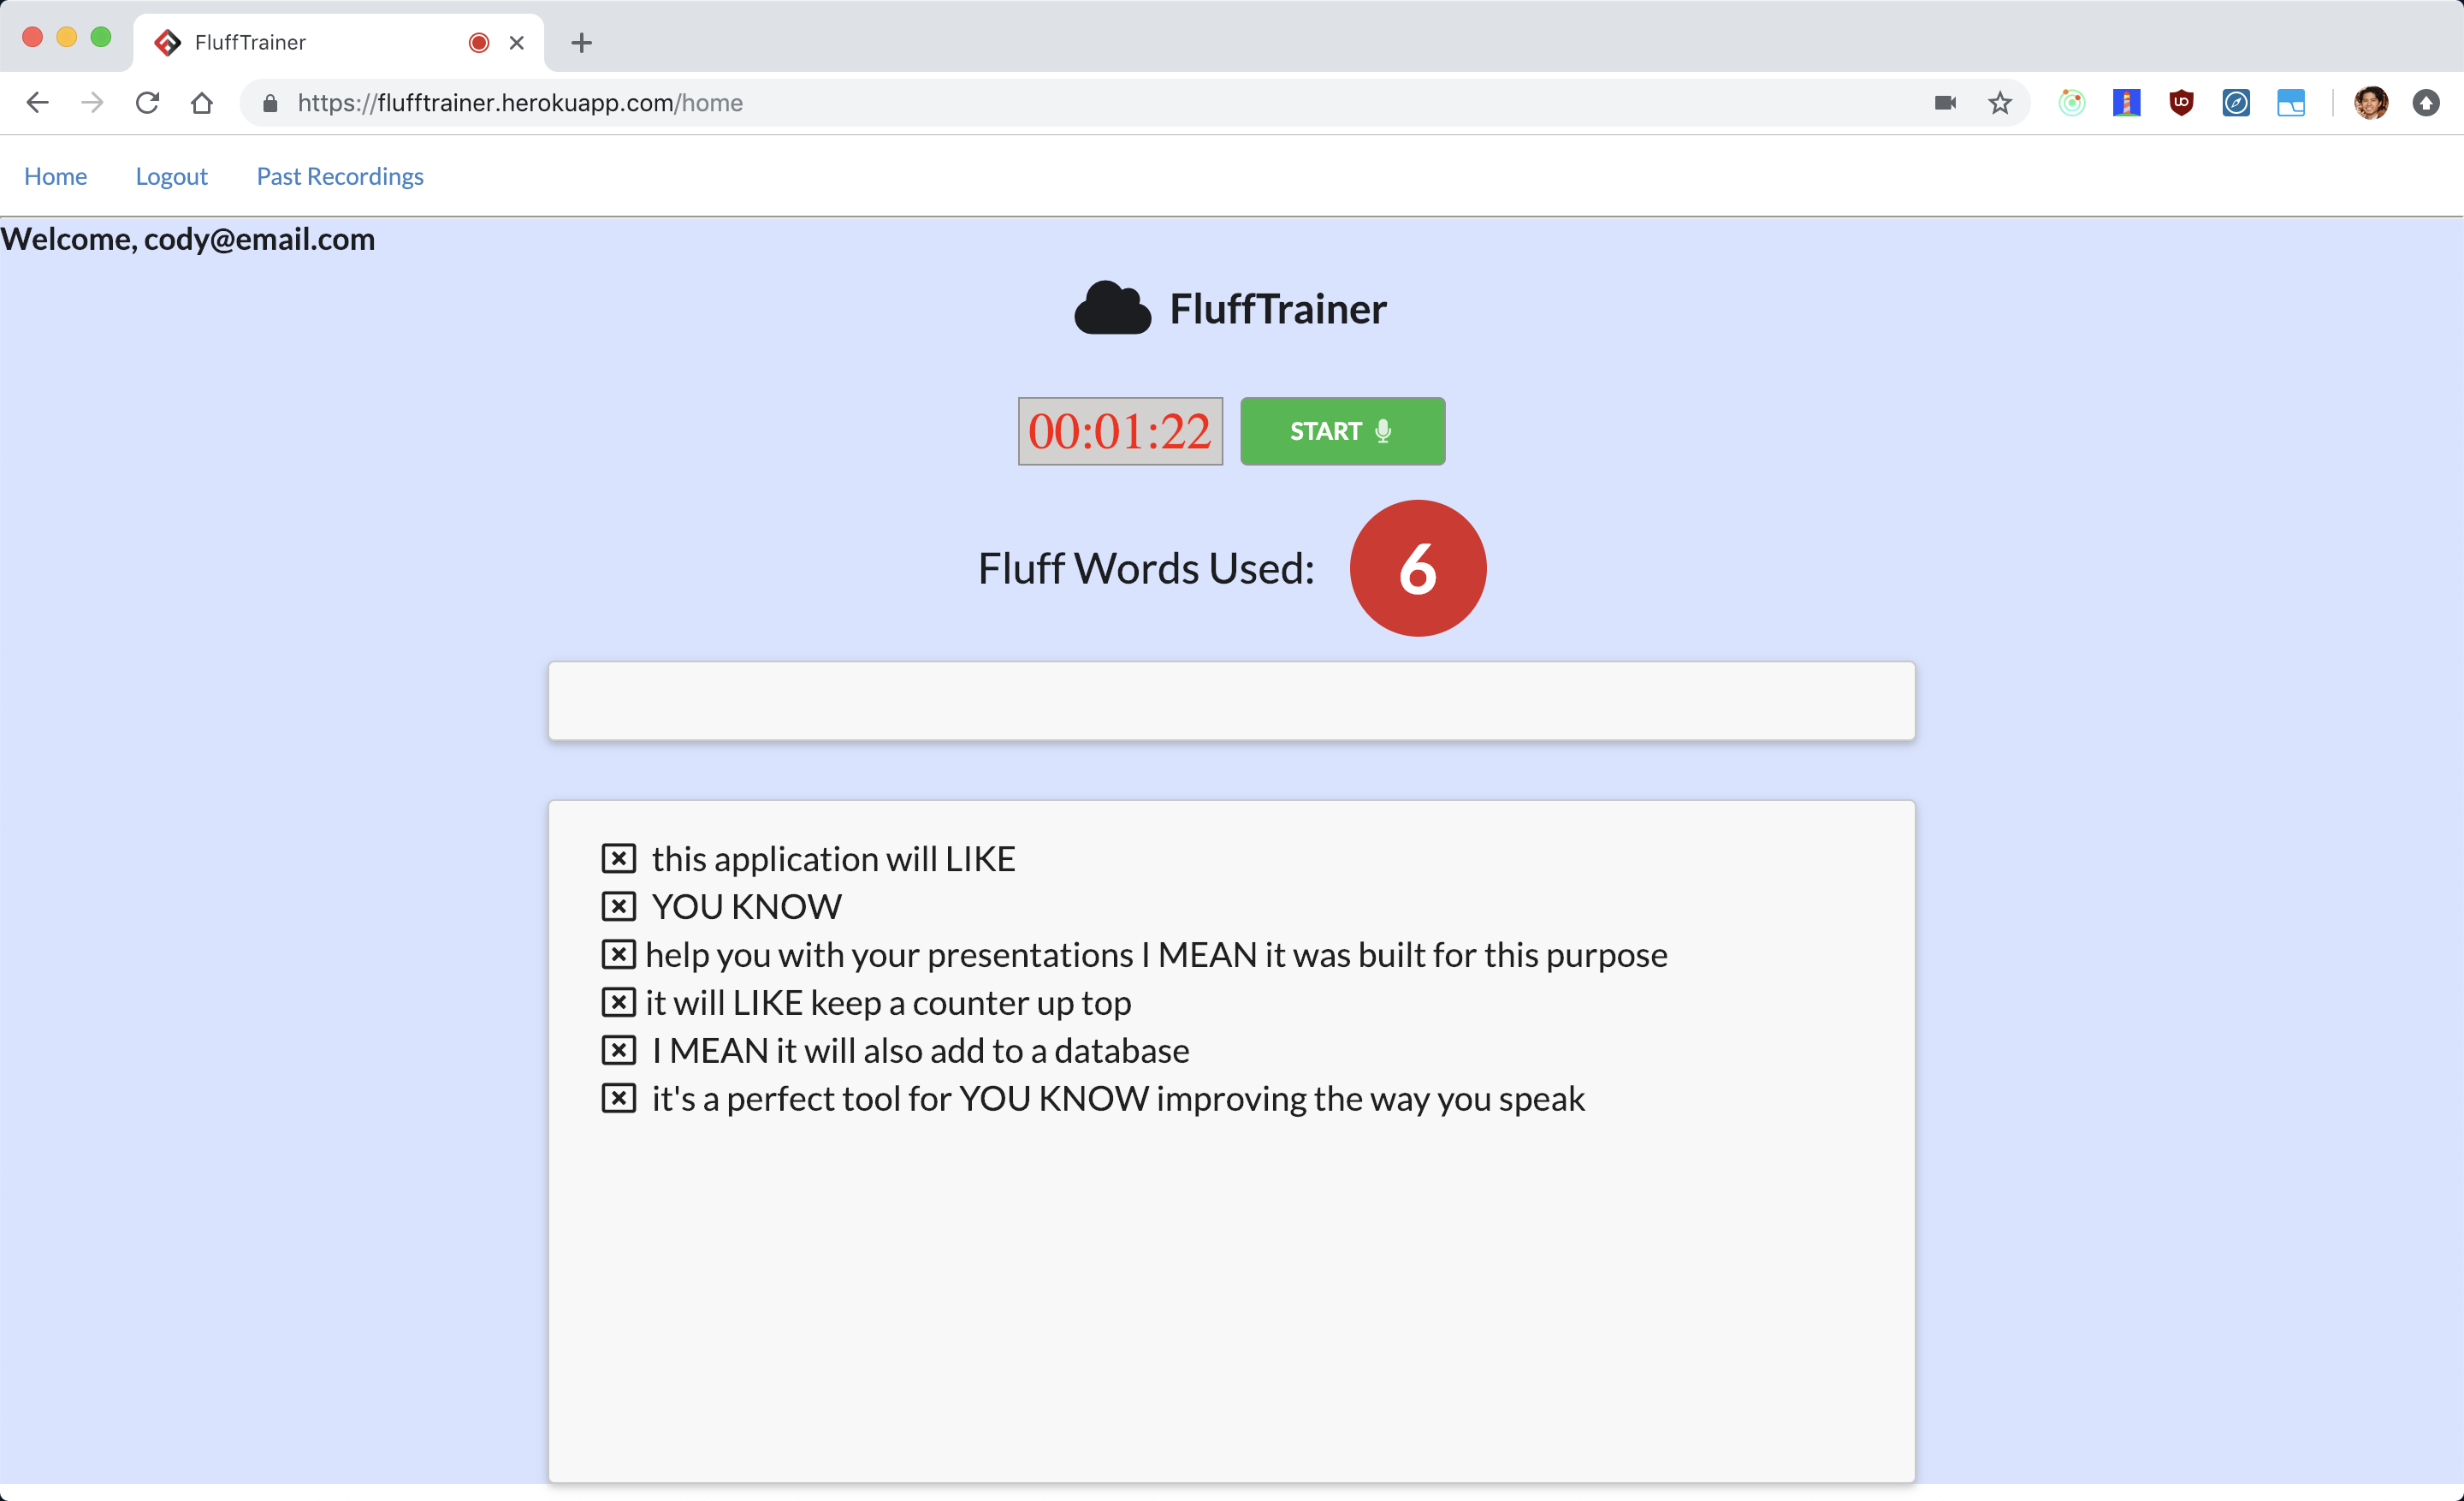 FluffTrainer
https://flufftrainer.herokuapp.com/home
Home Logout Past Recordings
Welcome, cody@email.com
FluffTrainer
00:01:22 START
Fluff Words Used: 6
this application will LIKE
YOU KNOW
help you with your presentations I MEAN it was built for this purpose
it will LIKE keep a counter up top
I MEAN it will also add to a database
it's a perfect tool for YOU KNOW improving the way you speak